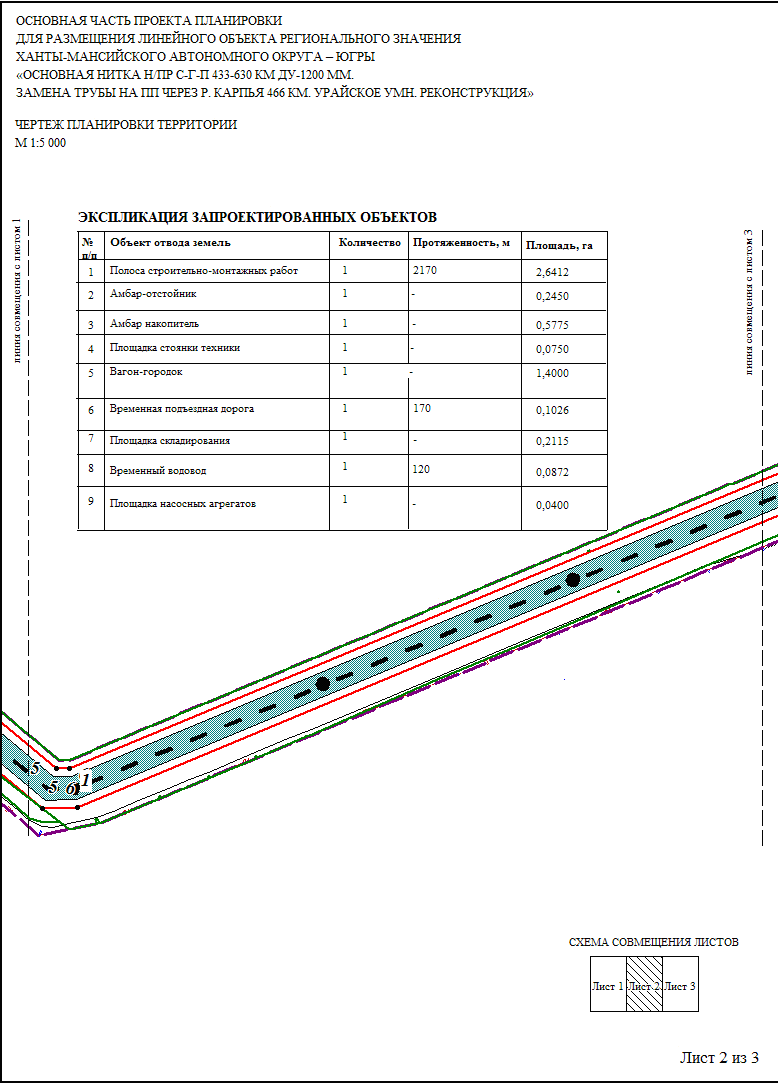 ОСНОВНАЯ ЧАСТЬ ПРОЕКТА ПЛАНИРОВКИ
ДЛЯ РАЗМЕЩЕНИЯ ЛИНЕЙНОГО ОБЪЕКТА РЕГИОНАЛЬНОГО ЗНАЧЕНИЯ
ХАНТЫ-МАНСИЙСКОГО АВТОНОМНОГО ОКРУГА – ЮГРЫ
«ОСНОВНАЯ НИТКА Н/ПР С-Г-П 433-630 КМ ДУ-1200 ММ.
ЗАМЕНА ТРУБЫ НА ПП ЧЕРЕЗ Р. КАРПЬЯ 466 КМ. УРАЙСКОЕ УМН. РЕКОНСТРУКЦИЯ»
ЧЕРТЕЖ ПЛАНИРОВКИ ТЕРРИТОРИИ
М 1:5 000
линия совмещения с листом 1
линия совмещения с листом 3
ЭКСПЛИКАЦИЯ ЗАПРОЕКТИРОВАННЫХ ОБЪЕКТОВ
№ п/п Объект отвода земель Количество Протяженность, м Площадь, га
1 Полоса строительно-монтажных работ 1 2170 2,6412
2 Амбар-отстойник 1 - 0,2450
3 Амбар накопитель 1 - 0,5775
4 Площадка стоянки техники 1 - 0,0750
5 Вагон-городок 1 - 1,4000
6 Временная подъездная дорога 1 170 0,1026
7 Площадка складирования 1 - 0,2115
8 Временный водовод 1 120 0,0872
9 Площадка насосных агрегатов 1 - 0,0400
5
5 6 1
СХЕМА СОВМЕЩЕНИЯ ЛИСТОВ
Лист 1 Лист 2 Лист 3
Лист 2 из 3